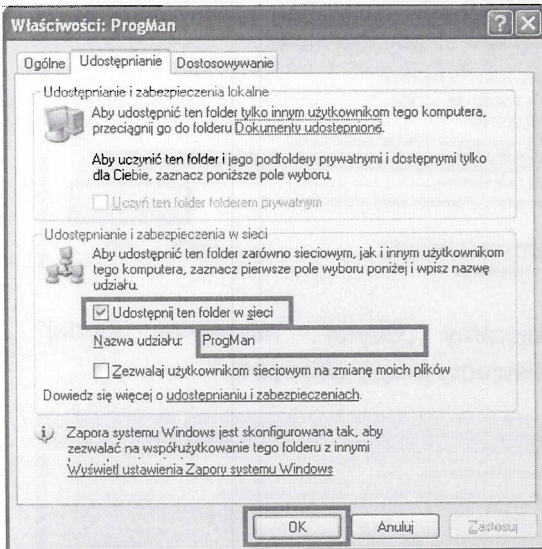 Właściwości: ProgMan
Ogólne Udostępnianie Dostosowywanie
Udostępnianie i zabezpieczenia lokalne
Aby udostępnić ten folder tylko innym użytkownikom tego komputera,
przeciągnij go do folderu Dokumenty udostępnione.
Aby uczynić ten folder i jego podfoldery prywatnymi i dostępnymi tylko
dla Ciebie, zaznacz poniższe pole wyboru.
Uczyń ten folder folderem prywatnym
Udostępnianie i zabezpieczenia w sieci
Aby udostępnić ten folder zarówno sieciowym, jak i innym użytkownikom
tego komputera, zaznacz pierwsze pole wyboru poniżej i wpisz nazwę
udziału.
Udostępnij ten folder w sieci
Nazwa udziału: ProgMan
Zezwalaj użytkownikom sieciowym na zmianę moich plików
Dowiedz się więcej o udostępnianiu i zabezpieczeniach.
Zapora systemu Windows jest skonfigurowana tak, aby
zezwalać na współużytkowanie tego folderu z innymi
Wyświetl ustawienia Zapory systemu Windows
OK Anuluj Zastosuj